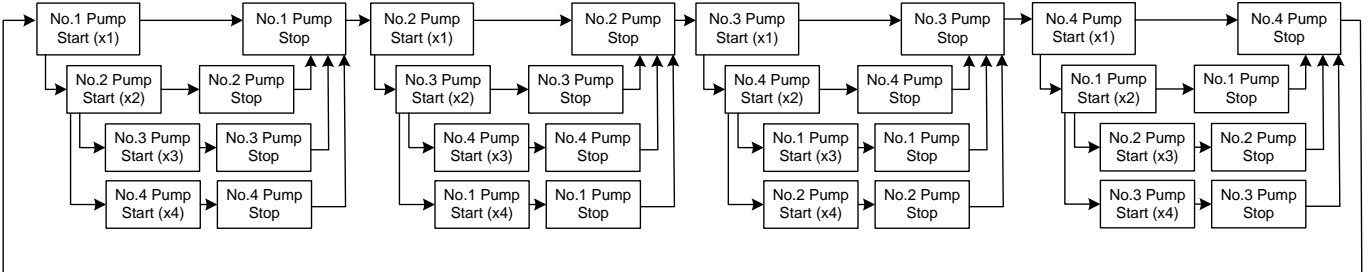 No.1 Pump
Start (x1)
No.1 Pump
Stop
No.2 Pump
Start (x2)
No.2 Pump
Stop
No.3 Pump
Start (x3)
No.3 Pump
Stop
No.4 Pump
Start (x4)
No.4 Pump
Stop
No.2 Pump
Start (x1)
No.2 Pump
Stop
No.3 Pump
Start (x2)
No.3 Pump
Stop
No.4 Pump
Start (x3)
No.4 Pump
Stop
No.1 Pump
Start (x4)
No.1 Pump
Stop
No.3 Pump
Start (x1)
No.3 Pump
Stop
No.4 Pump
Start (x2)
No.4 Pump
Stop
No.1 Pump
Start (x3)
No.1 Pump
Stop
No.2 Pump
Start (x4)
No.2 Pump
Stop
No.4 Pump
Start (x1)
No.4 Pump
Stop
No.1 Pump
Start (x2)
No.1 Pump
Stop
No.2 Pump
Start (x3)
No.2 Pump
Stop
No.3 Pump
Start (x4)
No.3 Pump
Stop